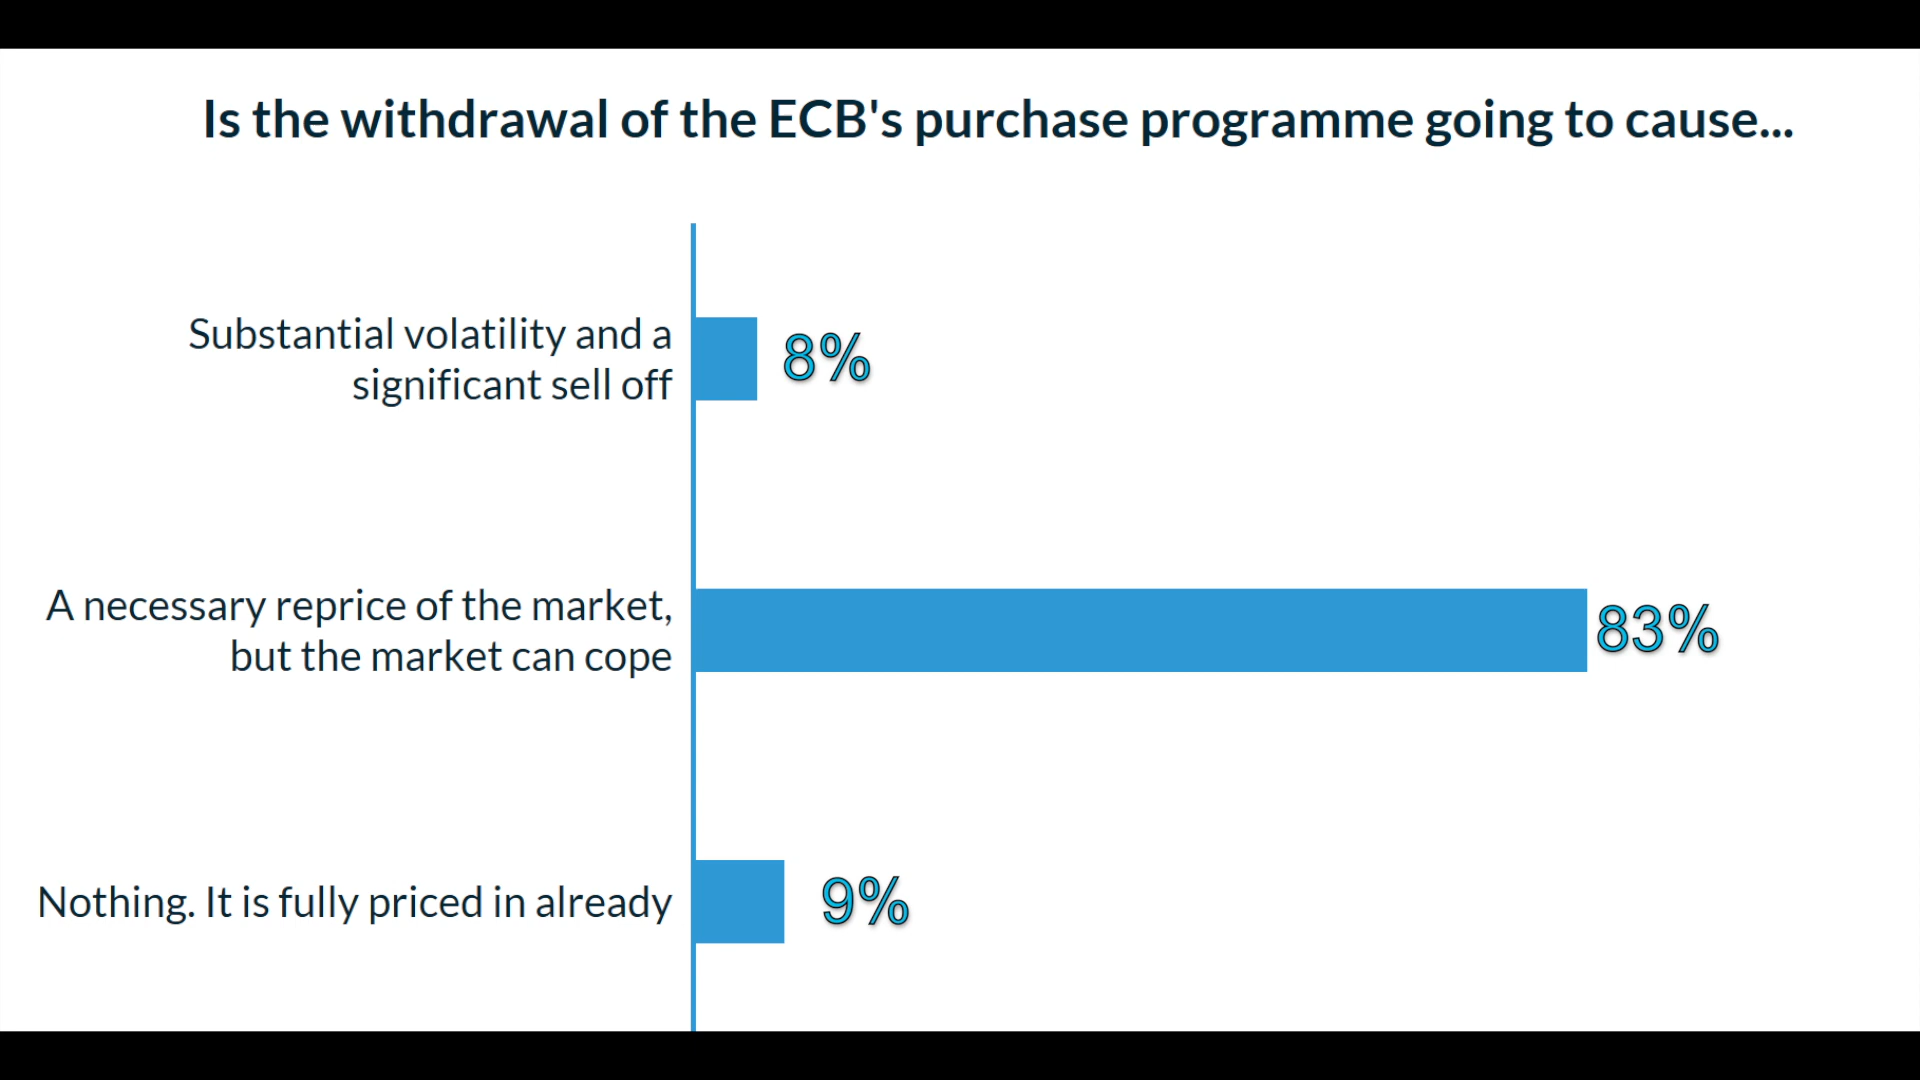 Is the withdrawal of the ECB's purchase programme going to cause...
Substantial volatility and a
significant sell off
8%
A necessary reprice of the market,
but the market can cope
83%
Nothing. It is fully priced in already
9%